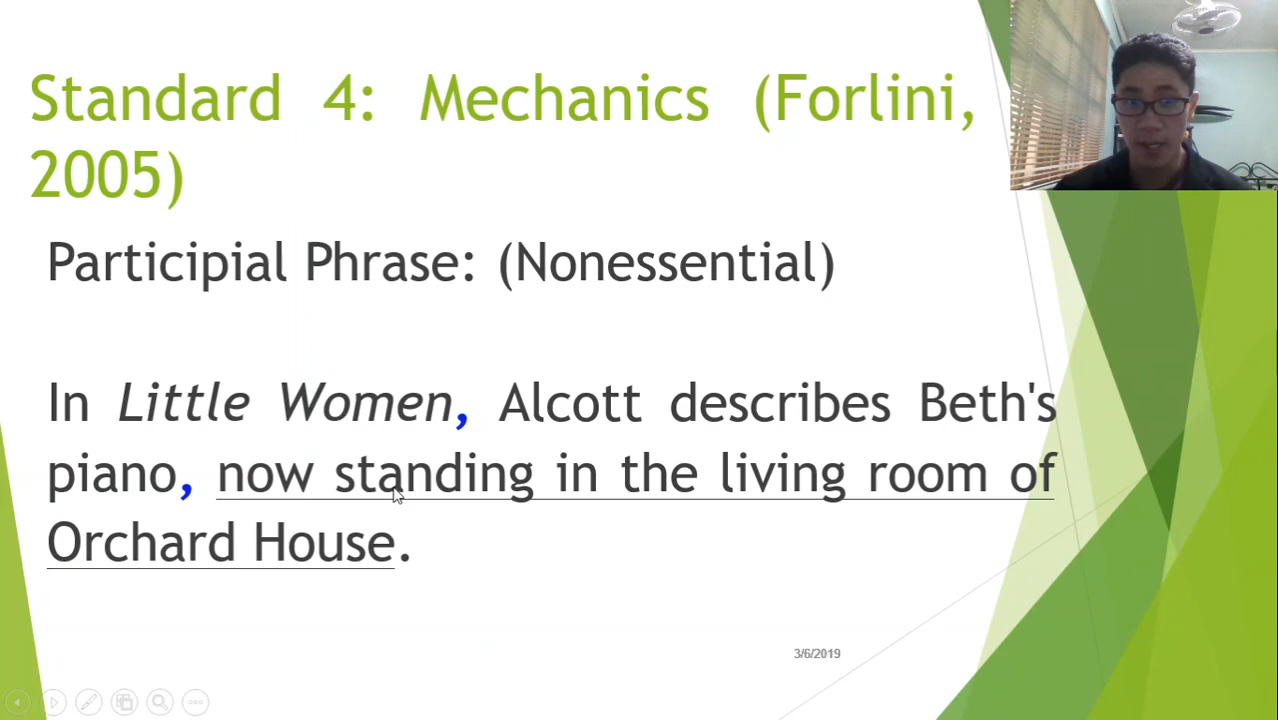 Standard 4: Mechanics (Forlini,
2005)
Participial Phrase: (Nonessential)
In Little Women, Alcott describes Beth's
piano, now standing in the living room of
Orchard House.
3/6/2019